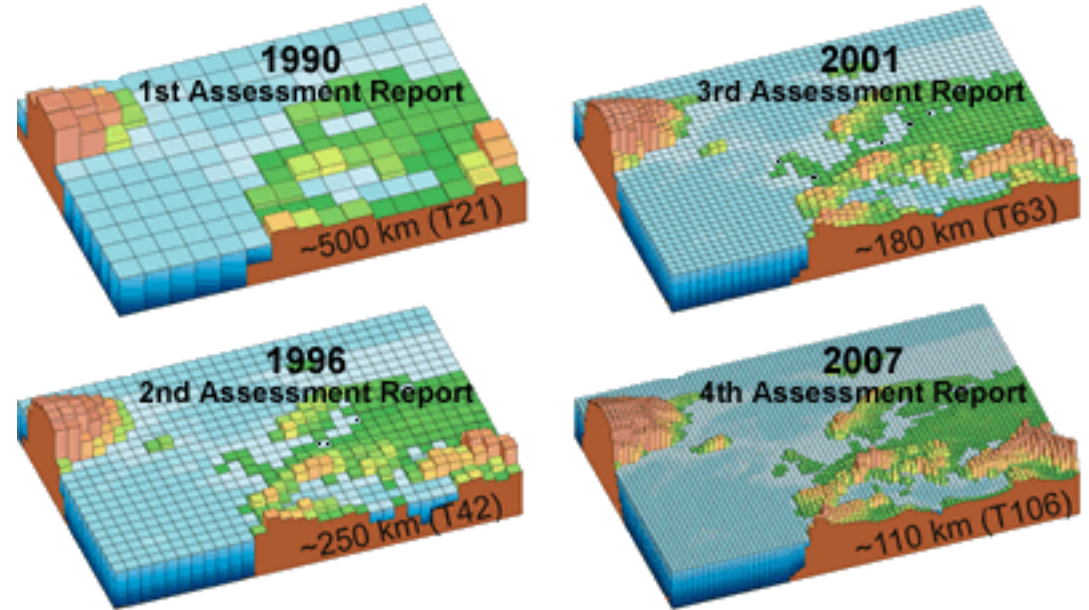 1990
1st Assessment Report
~500 km (T21)
2001
3rd Assessment Report
~180 km (T63)
1996
2nd Assessment Report
~250 km (T42)
2007
4th Assessment Report
~110 km (T106)